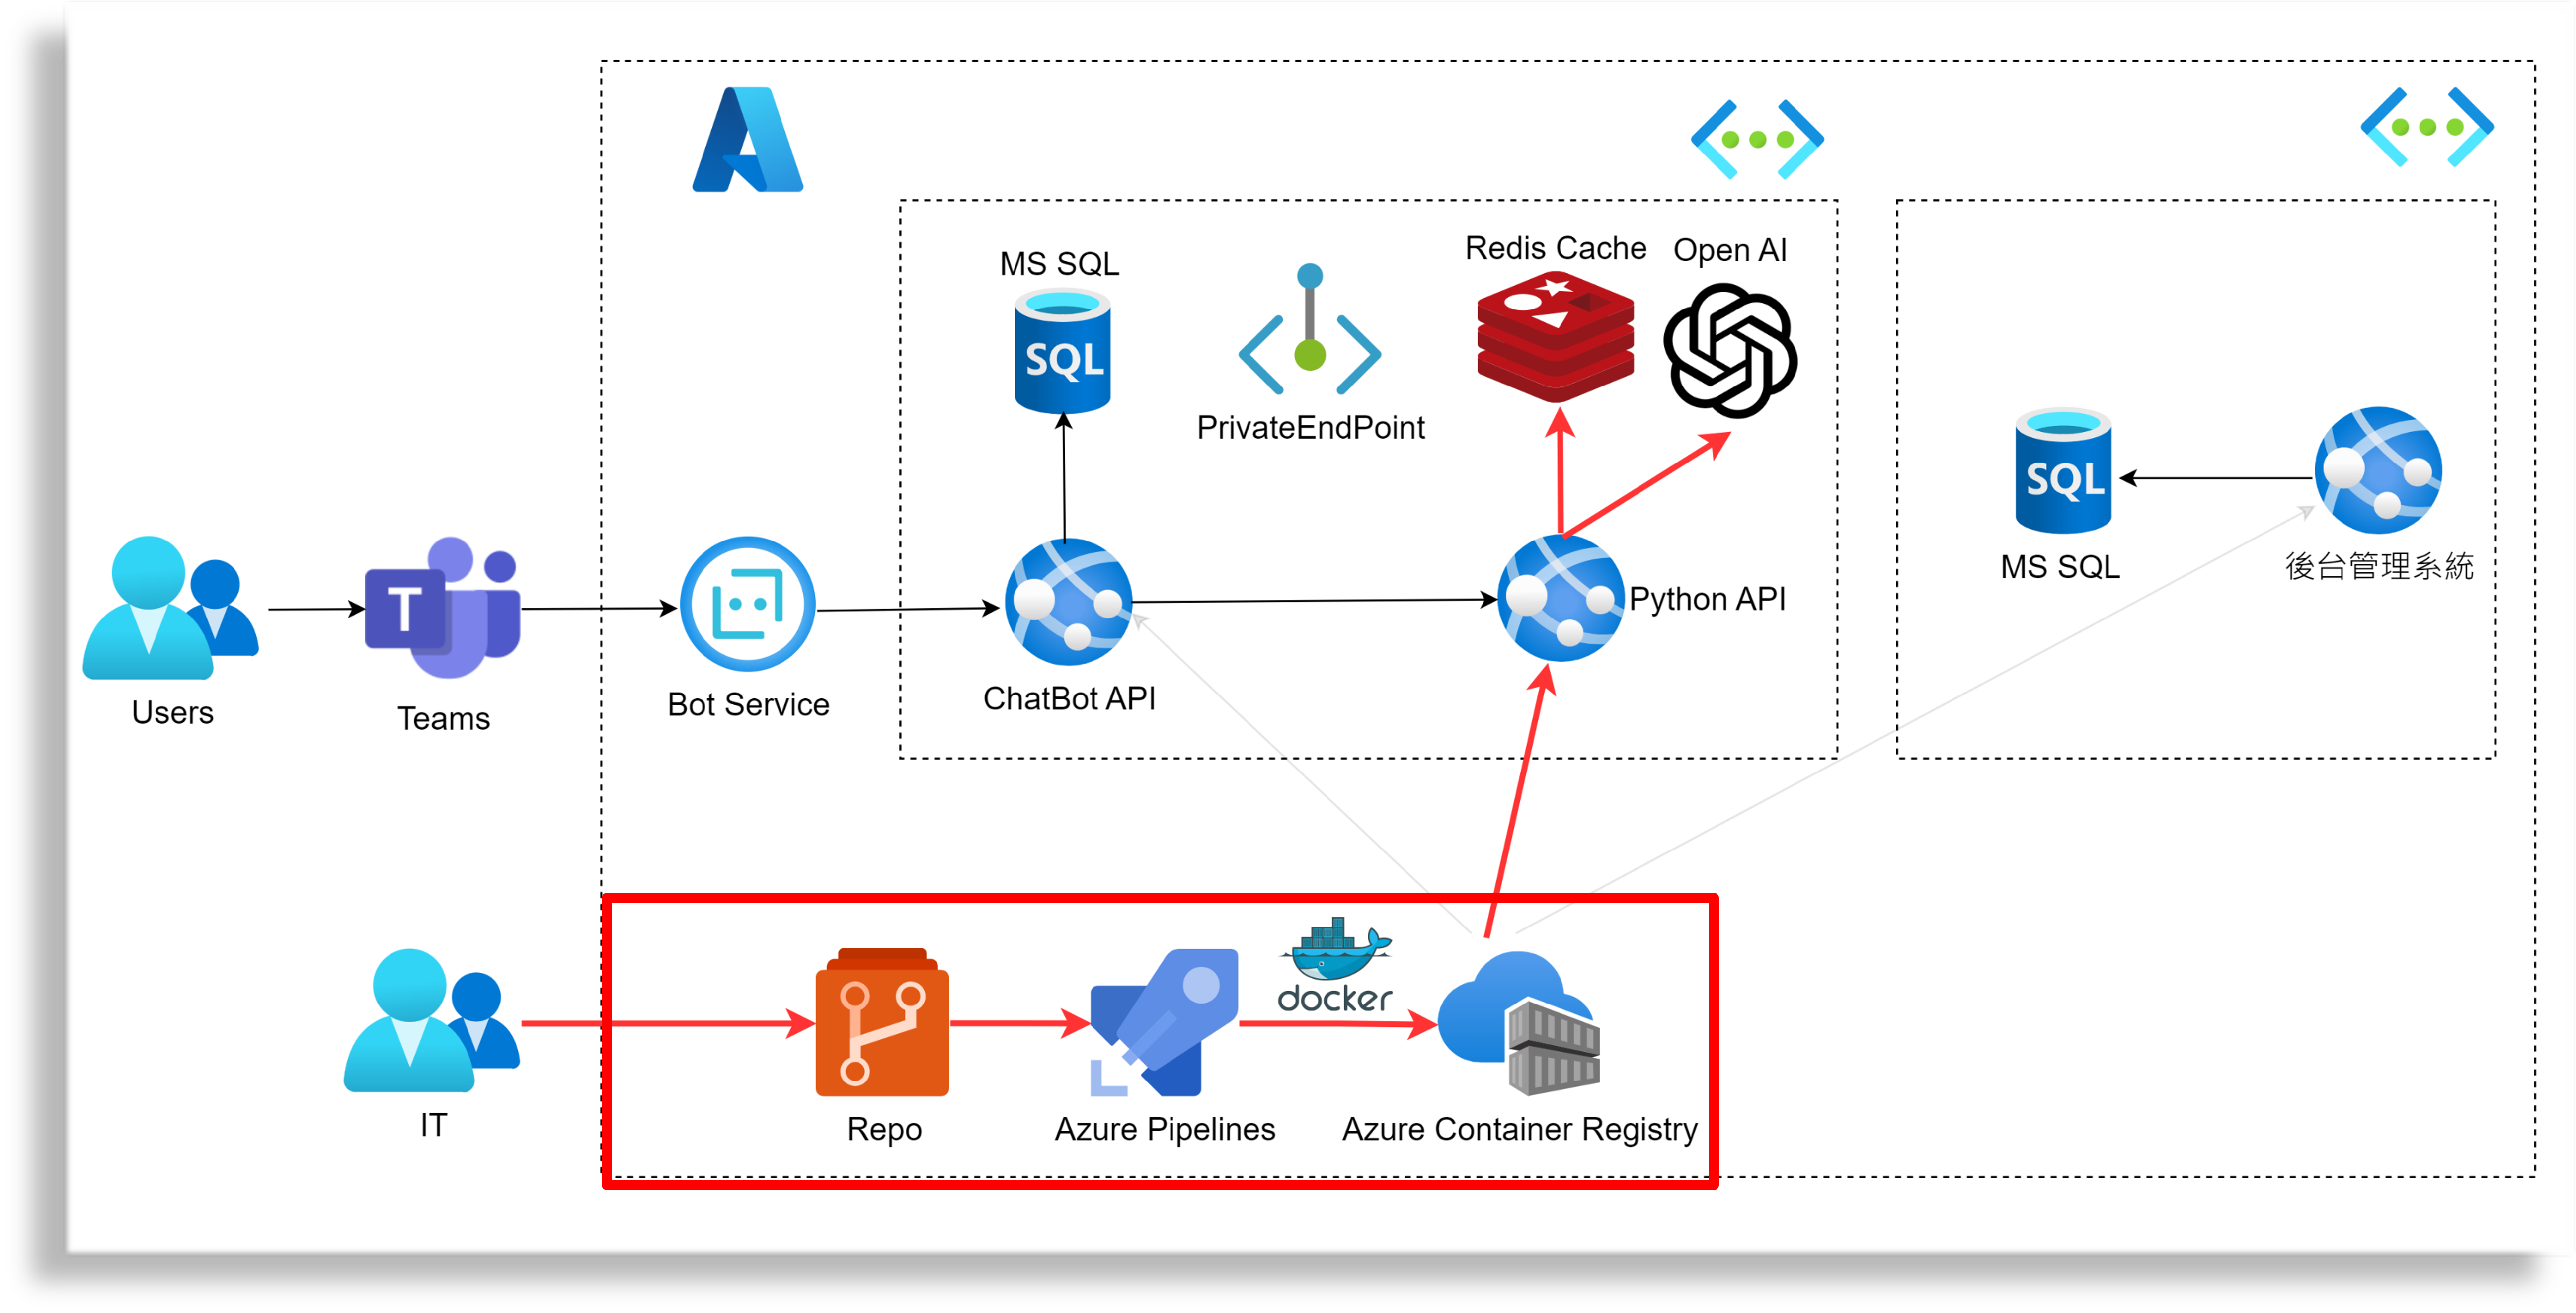 MS SQL
SQL
PrivateEndPoint
Redis Cache
Open AI
SQL
MS SQL
後台管理系統
Users
T
Teams
Bot Service
ChatBot API
Python API
IT
Repo
Azure Pipelines
docker
Azure Container Registry